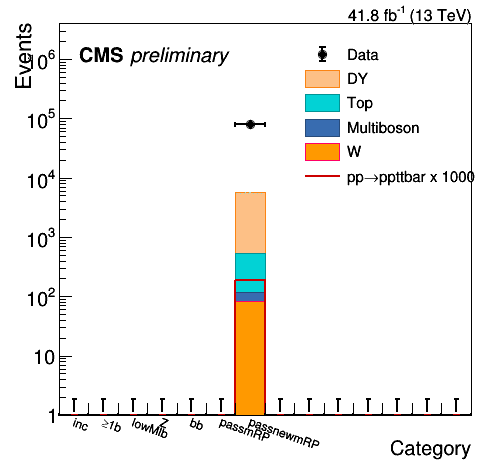 41.8 fb⁻¹ (13 TeV)
Events
CMS preliminary
Data
DY
Top
Multiboson
W
pp→ppttbar x 1000
10⁶
10⁵
10⁴
10³
10²
10
1
inc ≥1b lowMib Z bb passmRP passnewmRP
Category